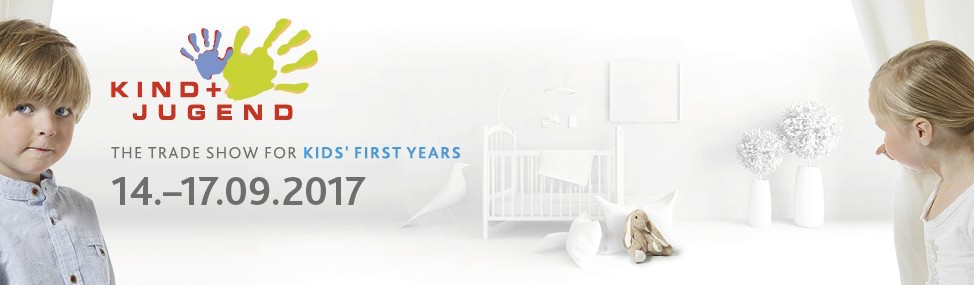 KIND+
JUGEND
THE TRADE SHOW FOR KIDS' FIRST YEARS
14.–17.09.2017